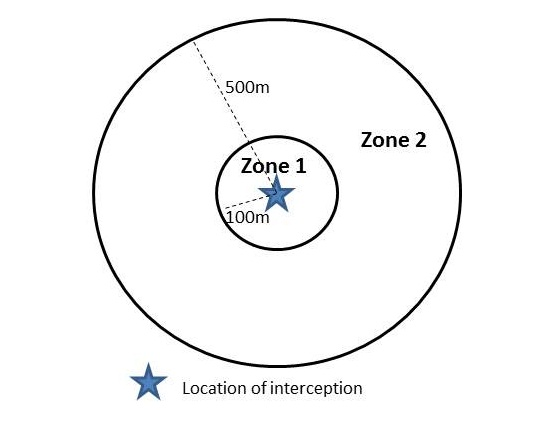 500m
Zone 2
Zone 1
100m
Location of interception